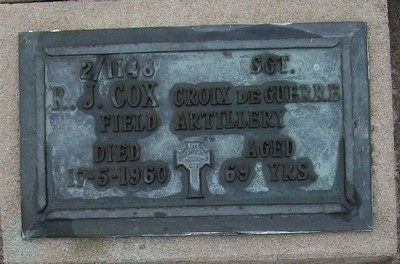 2/1148 SGT.
R. J. COX CROIX DE GUERRE
FIELD ARTILLERY
DIED AGED
17-5-1960 69 YRS.